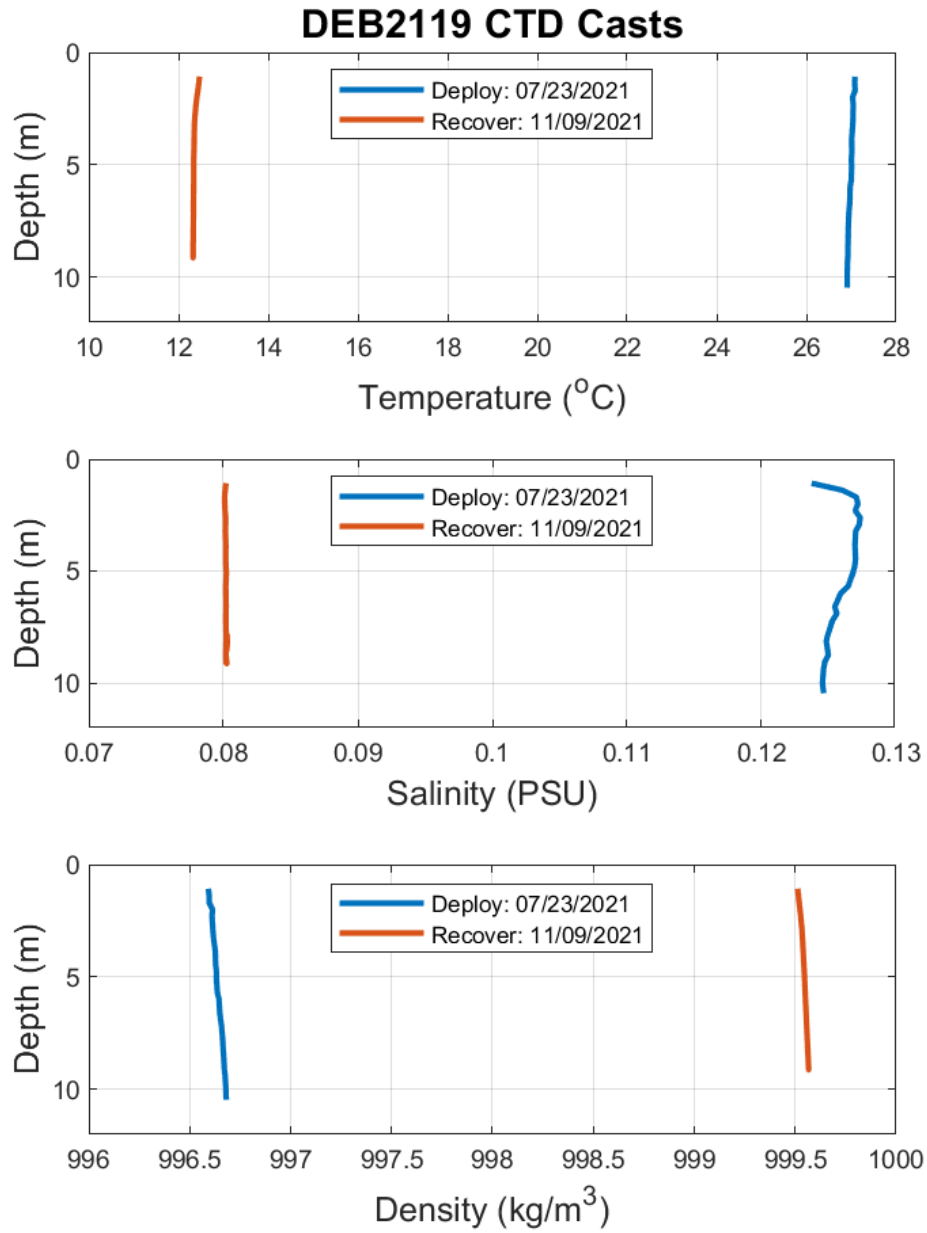 DEB2119 CTD Casts
0
5
10
Depth (m)
Deploy: 07/23/2021
Recover: 11/09/2021
10 12 14 16 18 20 22 24 26 28
Temperature (°C)
0
5
10
Depth (m)
Deploy: 07/23/2021
Recover: 11/09/2021
0.07 0.08 0.09 0.1 0.11 0.12 0.13
Salinity (PSU)
0
5
10
Depth (m)
Deploy: 07/23/2021
Recover: 11/09/2021
996 996.5 997 997.5 998 998.5 999 999.5 1000
Density (kg/m³)